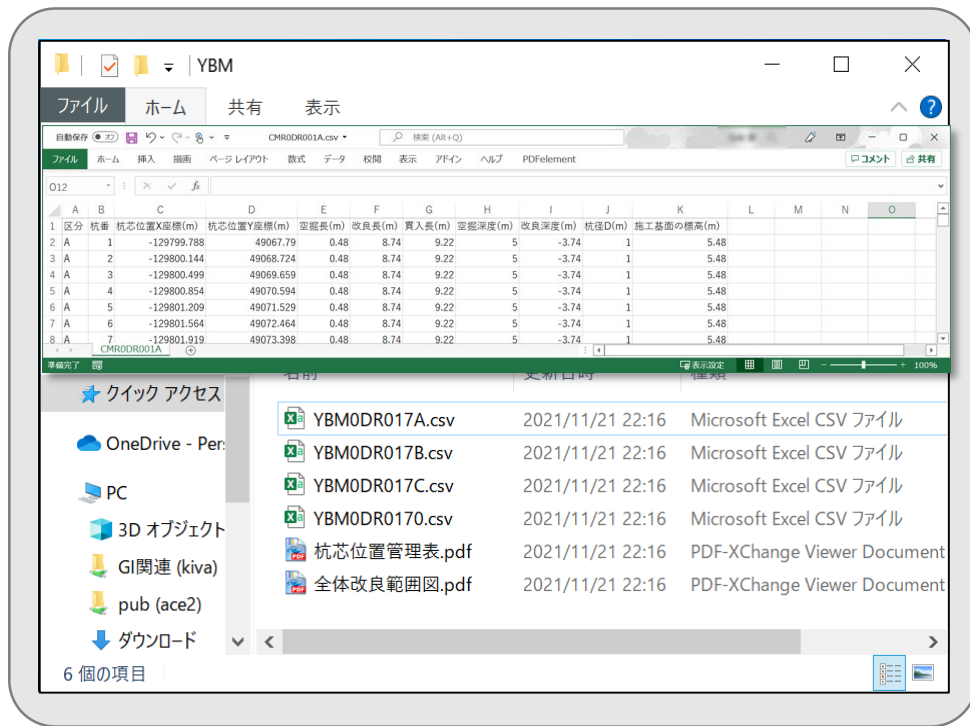 YBM
ファイル ホーム 共有 表示
自動保存 オフ CMR0DR001A.csv 検索 (Alt+Q)
ファイル ホーム 挿入 描画 ページ レイアウト 数式 データ 校閲 表示 アドイン ヘルプ PDFelement コメント 共有
O12 fx
A B C D E F G H I J K L M N O
1 区分 杭番 杭芯位置X座標(m) 杭芯位置Y座標(m) 空掘長(m) 改良長(m) 貫入長(m) 空掘深度(m) 改良深度(m) 杭径D(m) 施工基面の標高(m)
2 A 1 -129799.788 49067.79 0.48 8.74 9.22 5 -3.74 1 5.48
3 A 2 -129800.144 49068.724 0.48 8.74 9.22 5 -3.74 1 5.48
4 A 3 -129800.499 49069.659 0.48 8.74 9.22 5 -3.74 1 5.48
5 A 4 -129800.854 49070.594 0.48 8.74 9.22 5 -3.74 1 5.48
6 A 5 -129801.209 49071.529 0.48 8.74 9.22 5 -3.74 1 5.48
7 A 6 -129801.564 49072.464 0.48 8.74 9.22 5 -3.74 1 5.48
8 A 7 -129801.919 49073.398 0.48 8.74 9.22 5 -3.74 1 5.48
CMR0DR001A
準備完了 表示設定 100%
名前 更新日時 種類
クイック アクセス
YBM0DR017A.csv 2021/11/21 22:16 Microsoft Excel CSV ファイル
OneDrive - Pers
YBM0DR017B.csv 2021/11/21 22:16 Microsoft Excel CSV ファイル
YBM0DR017C.csv 2021/11/21 22:16 Microsoft Excel CSV ファイル
PC
YBM0DR0170.csv 2021/11/21 22:16 Microsoft Excel CSV ファイル
3D オブジェクト
杭芯位置管理表.pdf 2021/11/21 22:16 PDF-XChange Viewer Document
GI関連 (kiva)
全体改良範囲図.pdf 2021/11/21 22:16 PDF-XChange Viewer Document
pub (ace2)
ダウンロード
6 個の項目